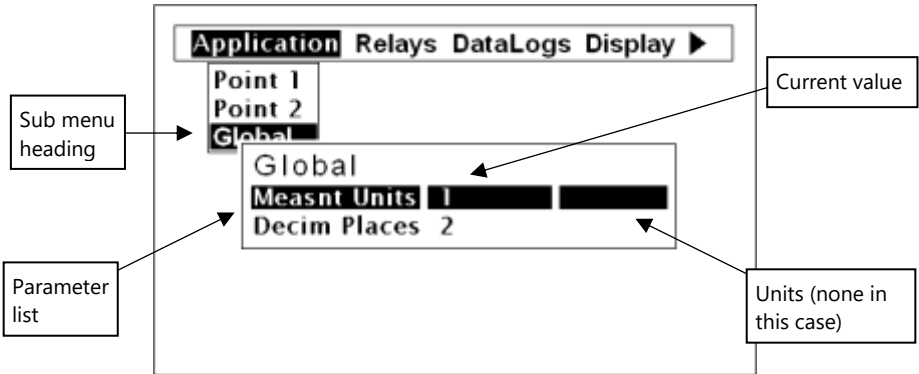 Application Relays DataLogs Display ▶
Point 1
Point 2
Global
Global
Measnt Units 1
Decim Places 2
Sub menu
heading
Parameter
list
Current value
Units (none in
this case)